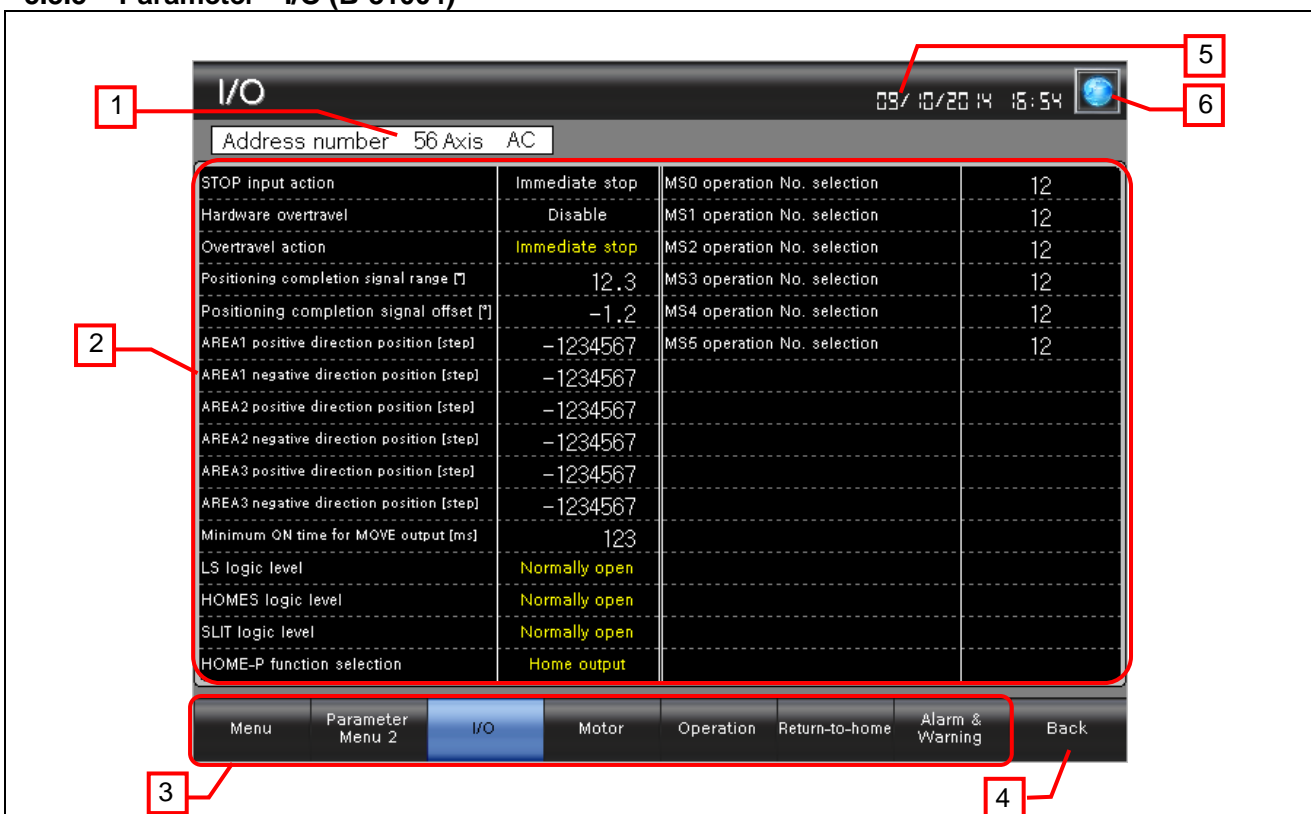 5
I/O
09/10/2014 16:54
1
6
Address number 56 Axis AC
STOP input action Immediate stop MS0 operation No. selection 12
Hardware overtravel Disable MS1 operation No. selection 12
Overtravel action Immediate stop MS2 operation No. selection 12
Positioning completion signal range [°] 12.3 MS3 operation No. selection 12
Positioning completion signal offset [°] -1.2 MS4 operation No. selection 12
2
AREA1 positive direction position [step] -1234567 MS5 operation No. selection 12
AREA1 negative direction position [step] -1234567
AREA2 positive direction position [step] -1234567
AREA2 negative direction position [step] -1234567
AREA3 positive direction position [step] -1234567
AREA3 negative direction position [step] -1234567
Minimum ON time for MOVE output [ms] 123
LS logic level Normally open
HOMES logic level Normally open
SLIT logic level Normally open
HOME-P function selection Home output
Menu Parameter Menu 2 I/O Motor Operation Return-to-home Alarm & Warning Back
3
4